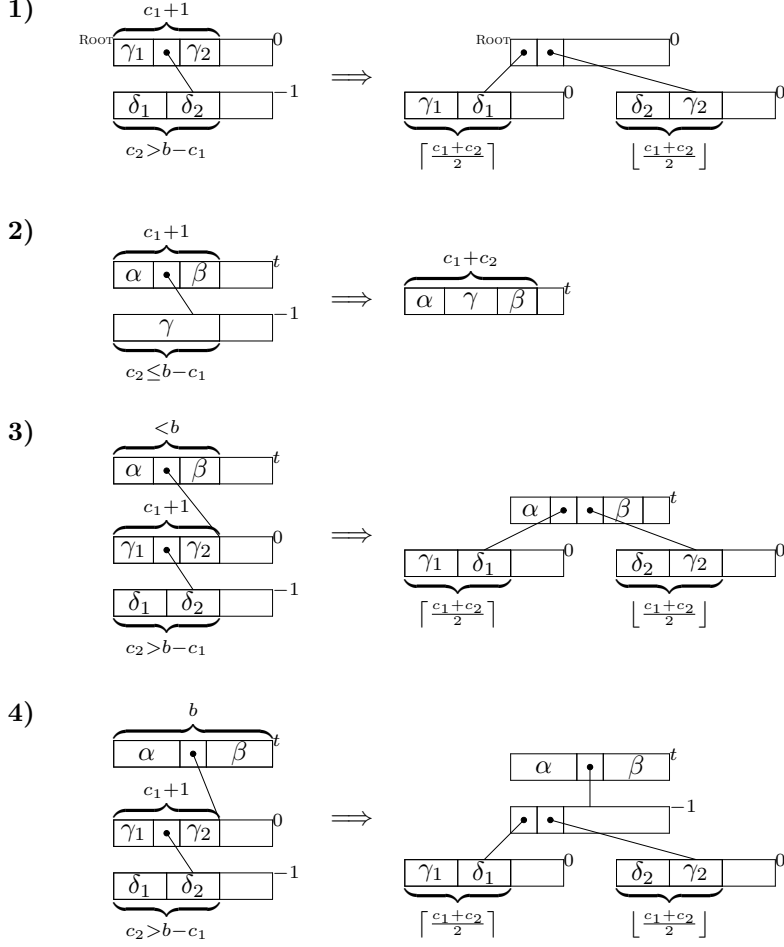 1)
c₁+1
ROOT γ₁ γ₂ 0 ⟹ ROOT 0
δ₁ δ₂ −1 γ₁ δ₁ 0 δ₂ γ₂ 0
c₂>b−c₁ ⌈(c₁+c₂)/2⌉ ⌊(c₁+c₂)/2⌋
2)
c₁+1
α β t ⟹ c₁+c₂
γ −1 α γ β t
c₂≤b−c₁
3)
<b
α β t
c₁+1 α β t
γ₁ γ₂ 0 ⟹ γ₁ δ₁ 0 δ₂ γ₂ 0
δ₁ δ₂ −1 ⌈(c₁+c₂)/2⌉ ⌊(c₁+c₂)/2⌋
c₂>b−c₁
4)
b
α β t α β t
c₁+1
γ₁ γ₂ 0 ⟹ −1
δ₁ δ₂ −1 γ₁ δ₁ 0 δ₂ γ₂ 0
c₂>b−c₁ ⌈(c₁+c₂)/2⌉ ⌊(c₁+c₂)/2⌋